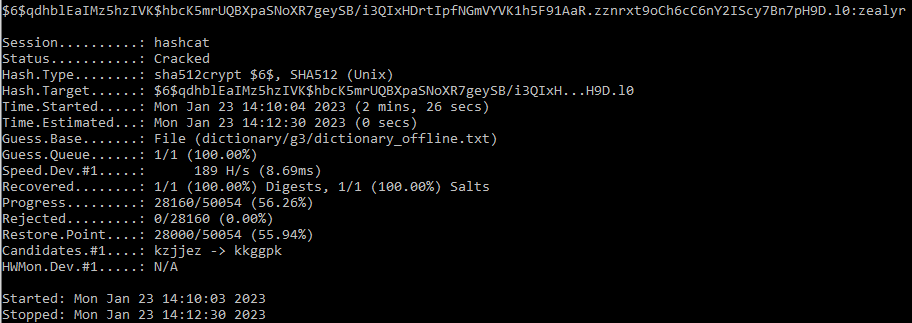 $6$qdhblEaIMz5hzIVK$hbcK5mrUQBXpaSNoXR7geySB/i3QIxHDrtIpfNGmVYVK1h5F91AaR.zznrxt9oCh6cC6nY2IScy7Bn7pH9D.l0:zealyr
Session..........: hashcat
Status...........: Cracked
Hash.Type........: sha512crypt $6$, SHA512 (Unix)
Hash.Target......: $6$qdhblEaIMz5hzIVK$hbcK5mrUQBXpaSNoXR7geySB/i3QIxH...H9D.l0
Time.Started.....: Mon Jan 23 14:10:04 2023 (2 mins, 26 secs)
Time.Estimated...: Mon Jan 23 14:12:30 2023 (0 secs)
Guess.Base.......: File (dictionary/g3/dictionary_offline.txt)
Guess.Queue......: 1/1 (100.00%)
Speed.Dev.#1.....:      189 H/s (8.69ms)
Recovered........: 1/1 (100.00%) Digests, 1/1 (100.00%) Salts
Progress.........: 28160/50054 (56.26%)
Rejected.........: 0/28160 (0.00%)
Restore.Point....: 28000/50054 (55.94%)
Candidates.#1....: kzjjez -> kkggpk
HWMon.Dev.#1.....: N/A
Started: Mon Jan 23 14:10:03 2023
Stopped: Mon Jan 23 14:12:30 2023